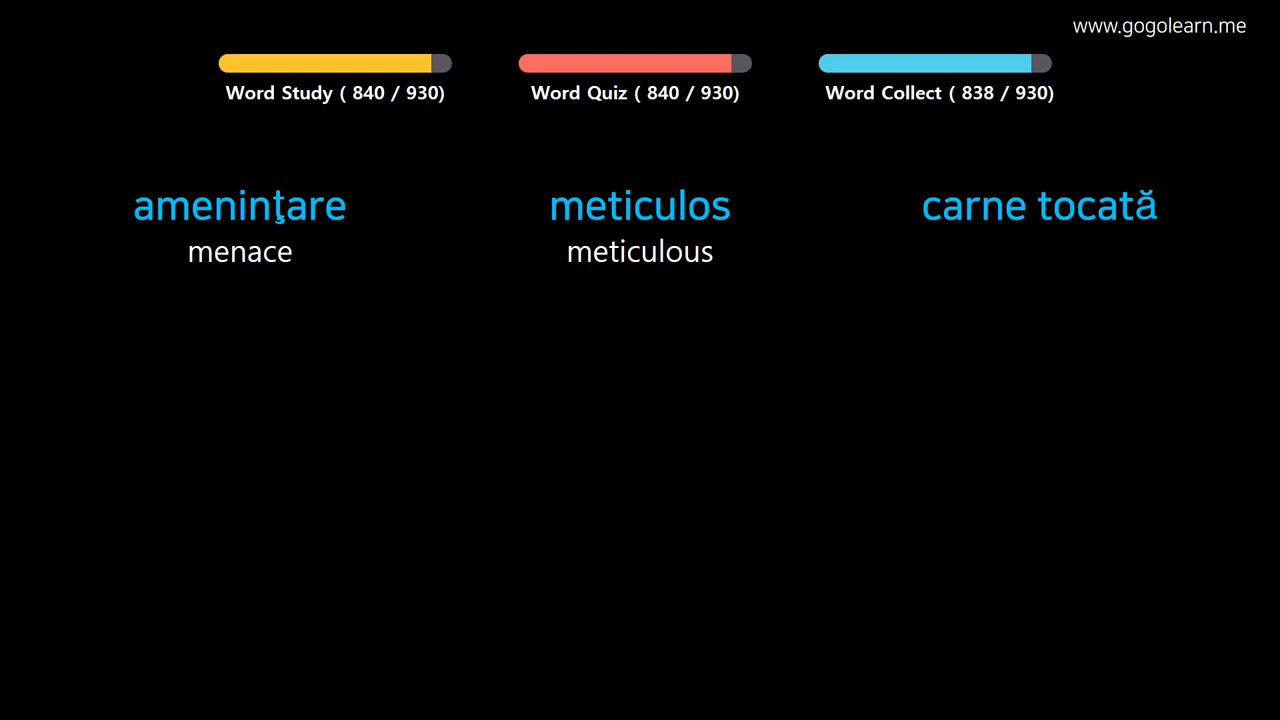 www.gogolearn.me
Word Study ( 840 / 930)
Word Quiz ( 840 / 930)
Word Collect ( 838 / 930)
ameninţare
menace
meticulos
meticulous
carne tocată